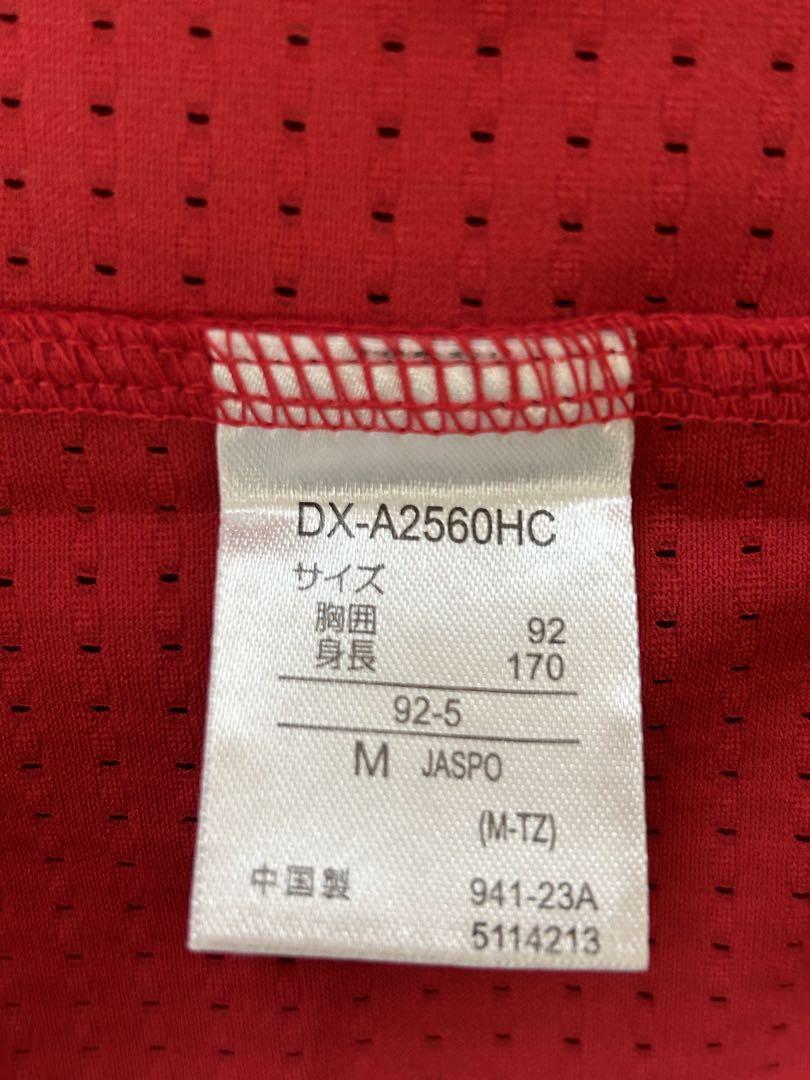 DX-A2560HC
サイズ
胸囲 92
身長 170
92-5
M JASPO
(M-TZ)
中国製 941-23A
5114213